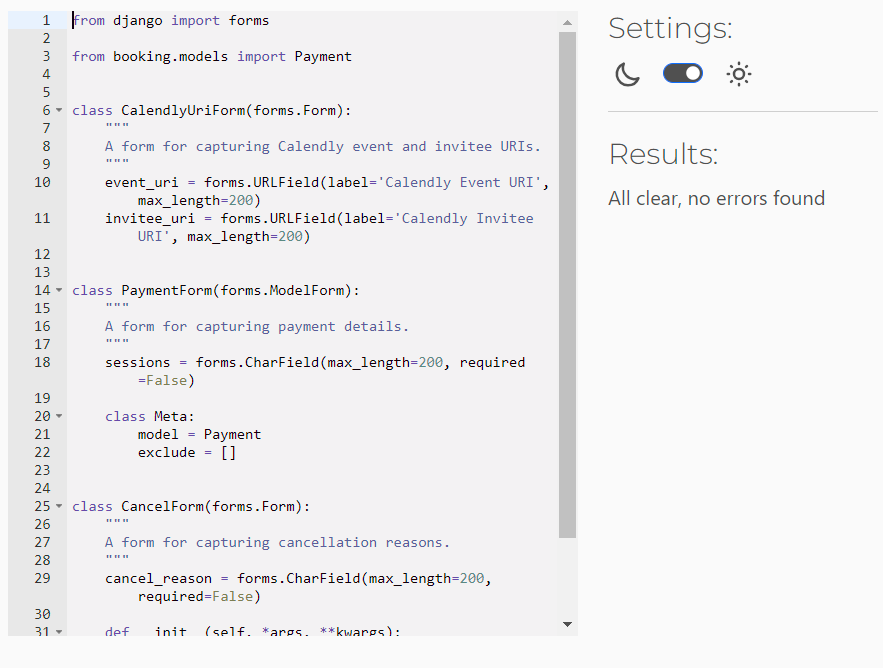 1 from django import forms
2
3 from booking.models import Payment
4
5
6 class CalendlyUriForm(forms.Form):
7 """
8 A form for capturing Calendly event and invitee URIs.
9 """
10 event_uri = forms.URLField(label='Calendly Event URI',
max_length=200)
11 invitee_uri = forms.URLField(label='Calendly Invitee
URI', max_length=200)
12
13
14 class PaymentForm(forms.ModelForm):
15 """
16 A form for capturing payment details.
17 """
18 sessions = forms.CharField(max_length=200, required
=False)
19
20 class Meta:
21 model = Payment
22 exclude = []
23
24
25 class CancelForm(forms.Form):
26 """
27 A form for capturing cancellation reasons.
28 """
29 cancel_reason = forms.CharField(max_length=200,
required=False)
30
31 def __init__(self, *args, **kwargs):
Settings:
Results:
All clear, no errors found